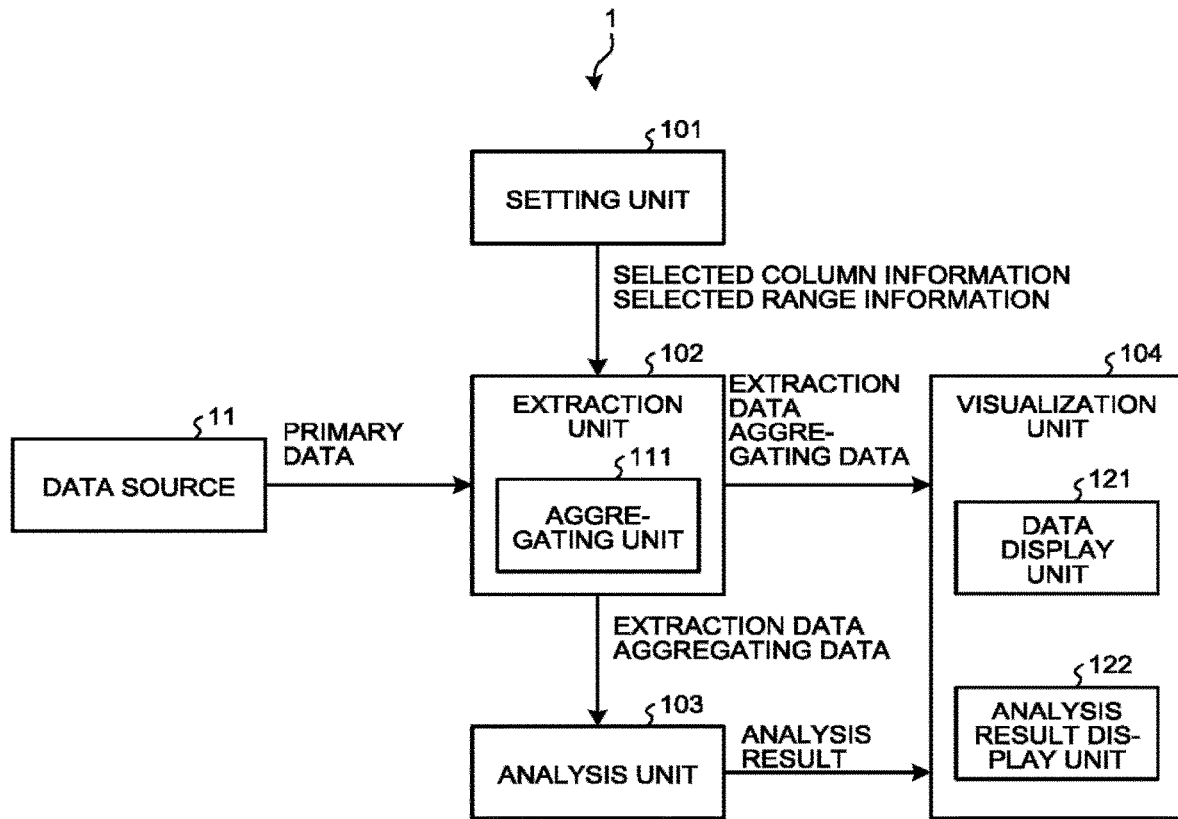 1
101
SETTING UNIT
SELECTED COLUMN INFORMATION
SELECTED RANGE INFORMATION
102
EXTRACTION
UNIT
111
AGGRE-
GATING UNIT
11
DATA SOURCE
PRIMARY
DATA
EXTRACTION
DATA
AGGRE-
GATING DATA
104
VISUALIZATION
UNIT
121
DATA
DISPLAY
UNIT
122
ANALYSIS
RESULT DIS-
PLAY UNIT
EXTRACTION DATA
AGGREGATING DATA
103
ANALYSIS UNIT
ANALYSIS
RESULT